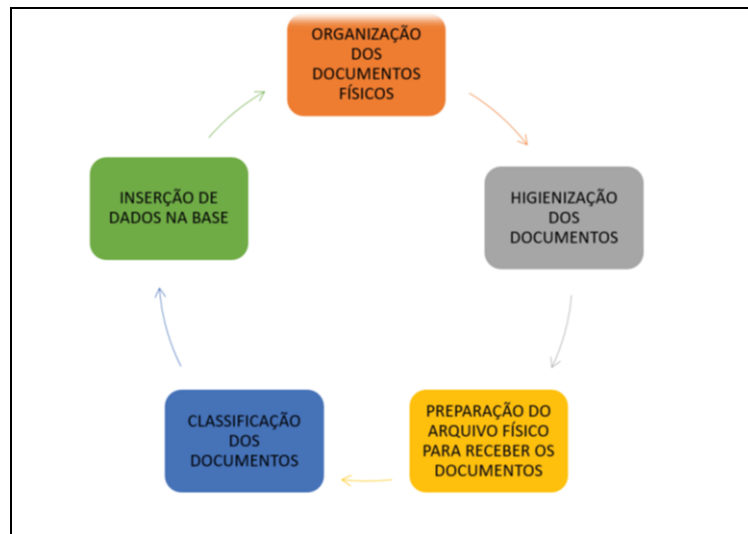 ORGANIZAÇÃO
DOS
DOCUMENTOS
FÍSICOS
HIGIENIZAÇÃO
DOS
DOCUMENTOS
PREPARAÇÃO DO
ARQUIVO FÍSICO
PARA RECEBER OS
DOCUMENTOS
CLASSIFICAÇÃO
DOS
DOCUMENTOS
INSERÇÃO DE
DADOS NA BASE